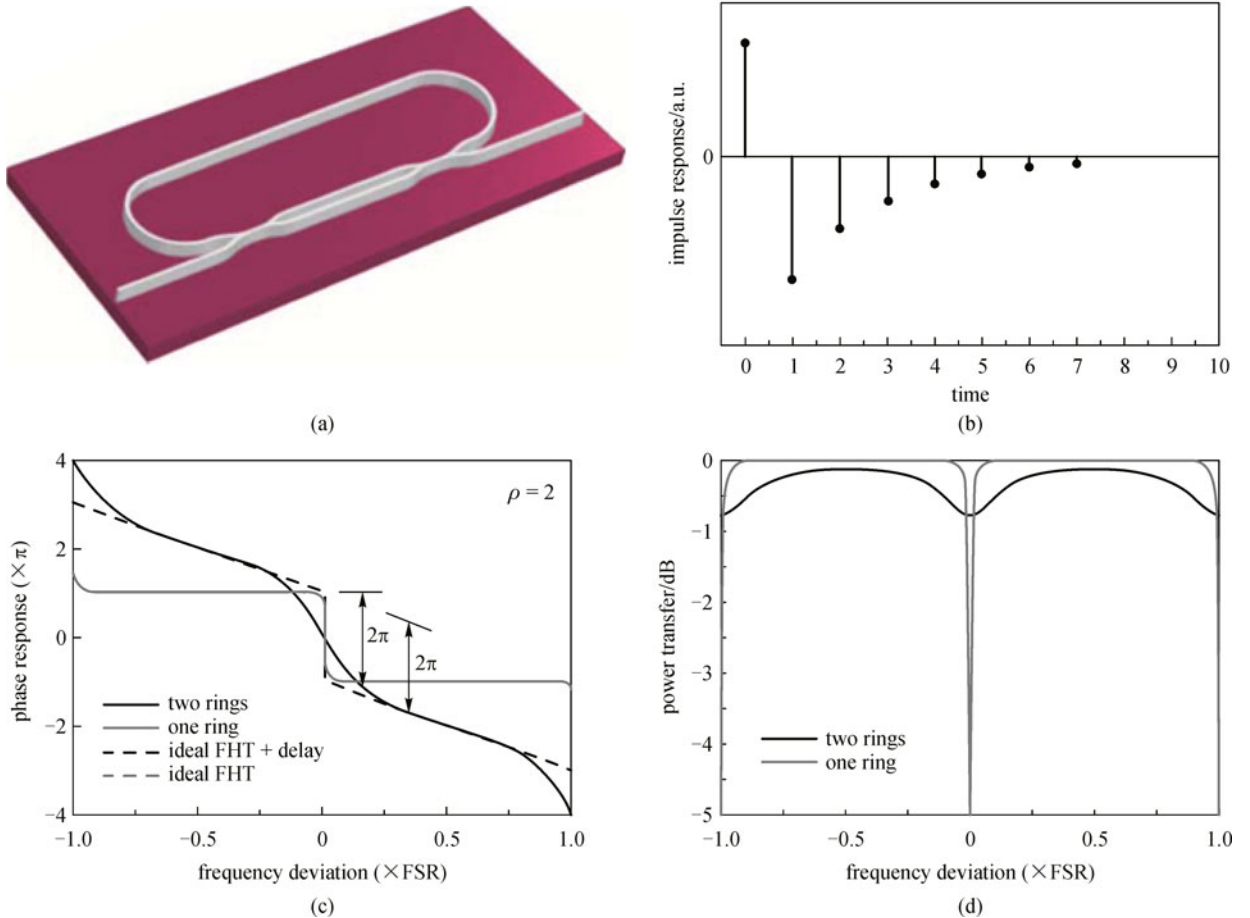 (a)
impulse response/a.u.
0
0 1 2 3 4 5 6 7 8 9 10
time
(b)
phase response (×π)
4
2
0
−2
−4
ρ = 2
2π
2π
two rings
one ring
ideal FHT + delay
ideal FHT
−1.0 −0.5 0 0.5 1.0
frequency deviation (×FSR)
(c)
power transfer/dB
0
−1
−2
−3
−4
−5
two rings
one ring
−1.0 −0.5 0 0.5 1.0
frequency deviation (×FSR)
(d)